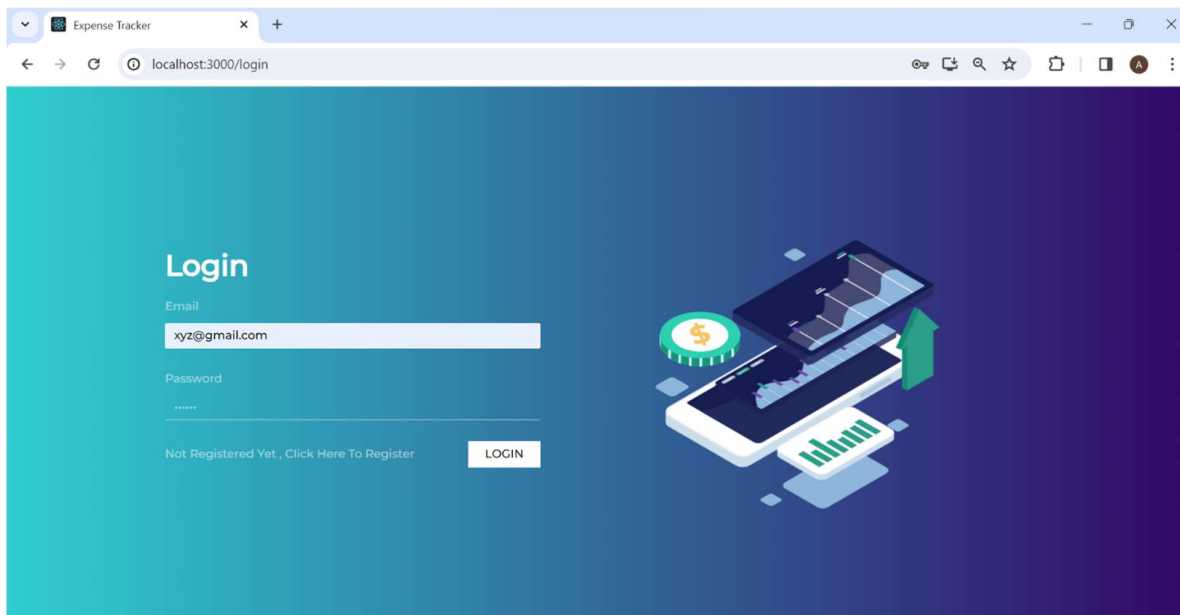 Expense Tracker
localhost:3000/login
A
Login
Email
xyz@gmail.com
Password
......
Not Registered Yet , Click Here To Register
LOGIN
$